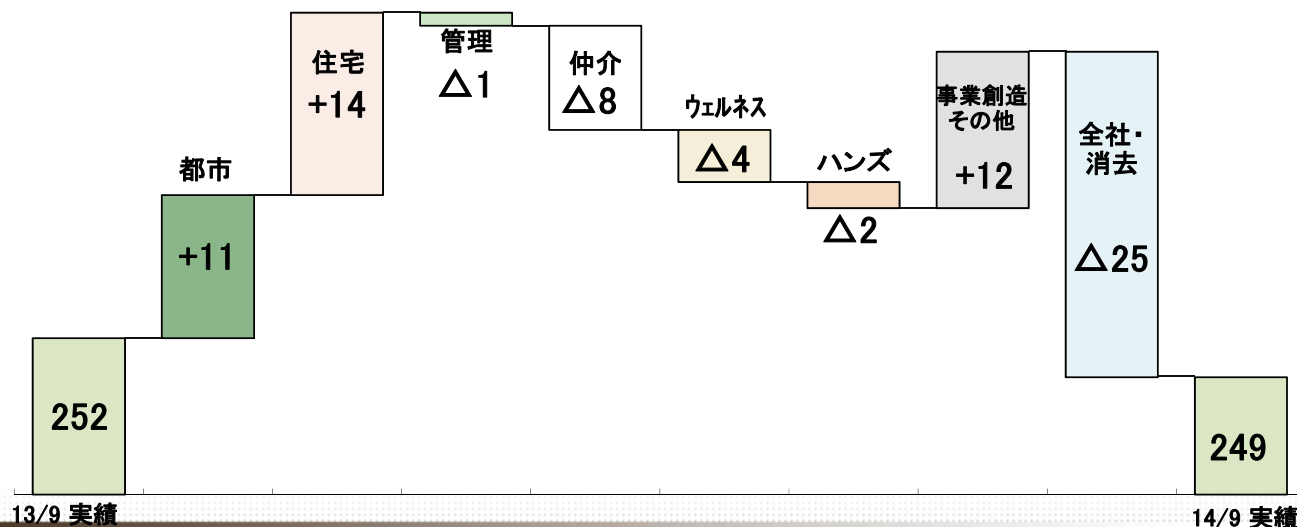 住宅
+14
管理
△1
仲介
△8
ウェルネス
△4
ハンズ
△2
事業創造
その他
+12
全社・
消去
△25
都市
+11
252
249
13/9 実績
14/9 実績